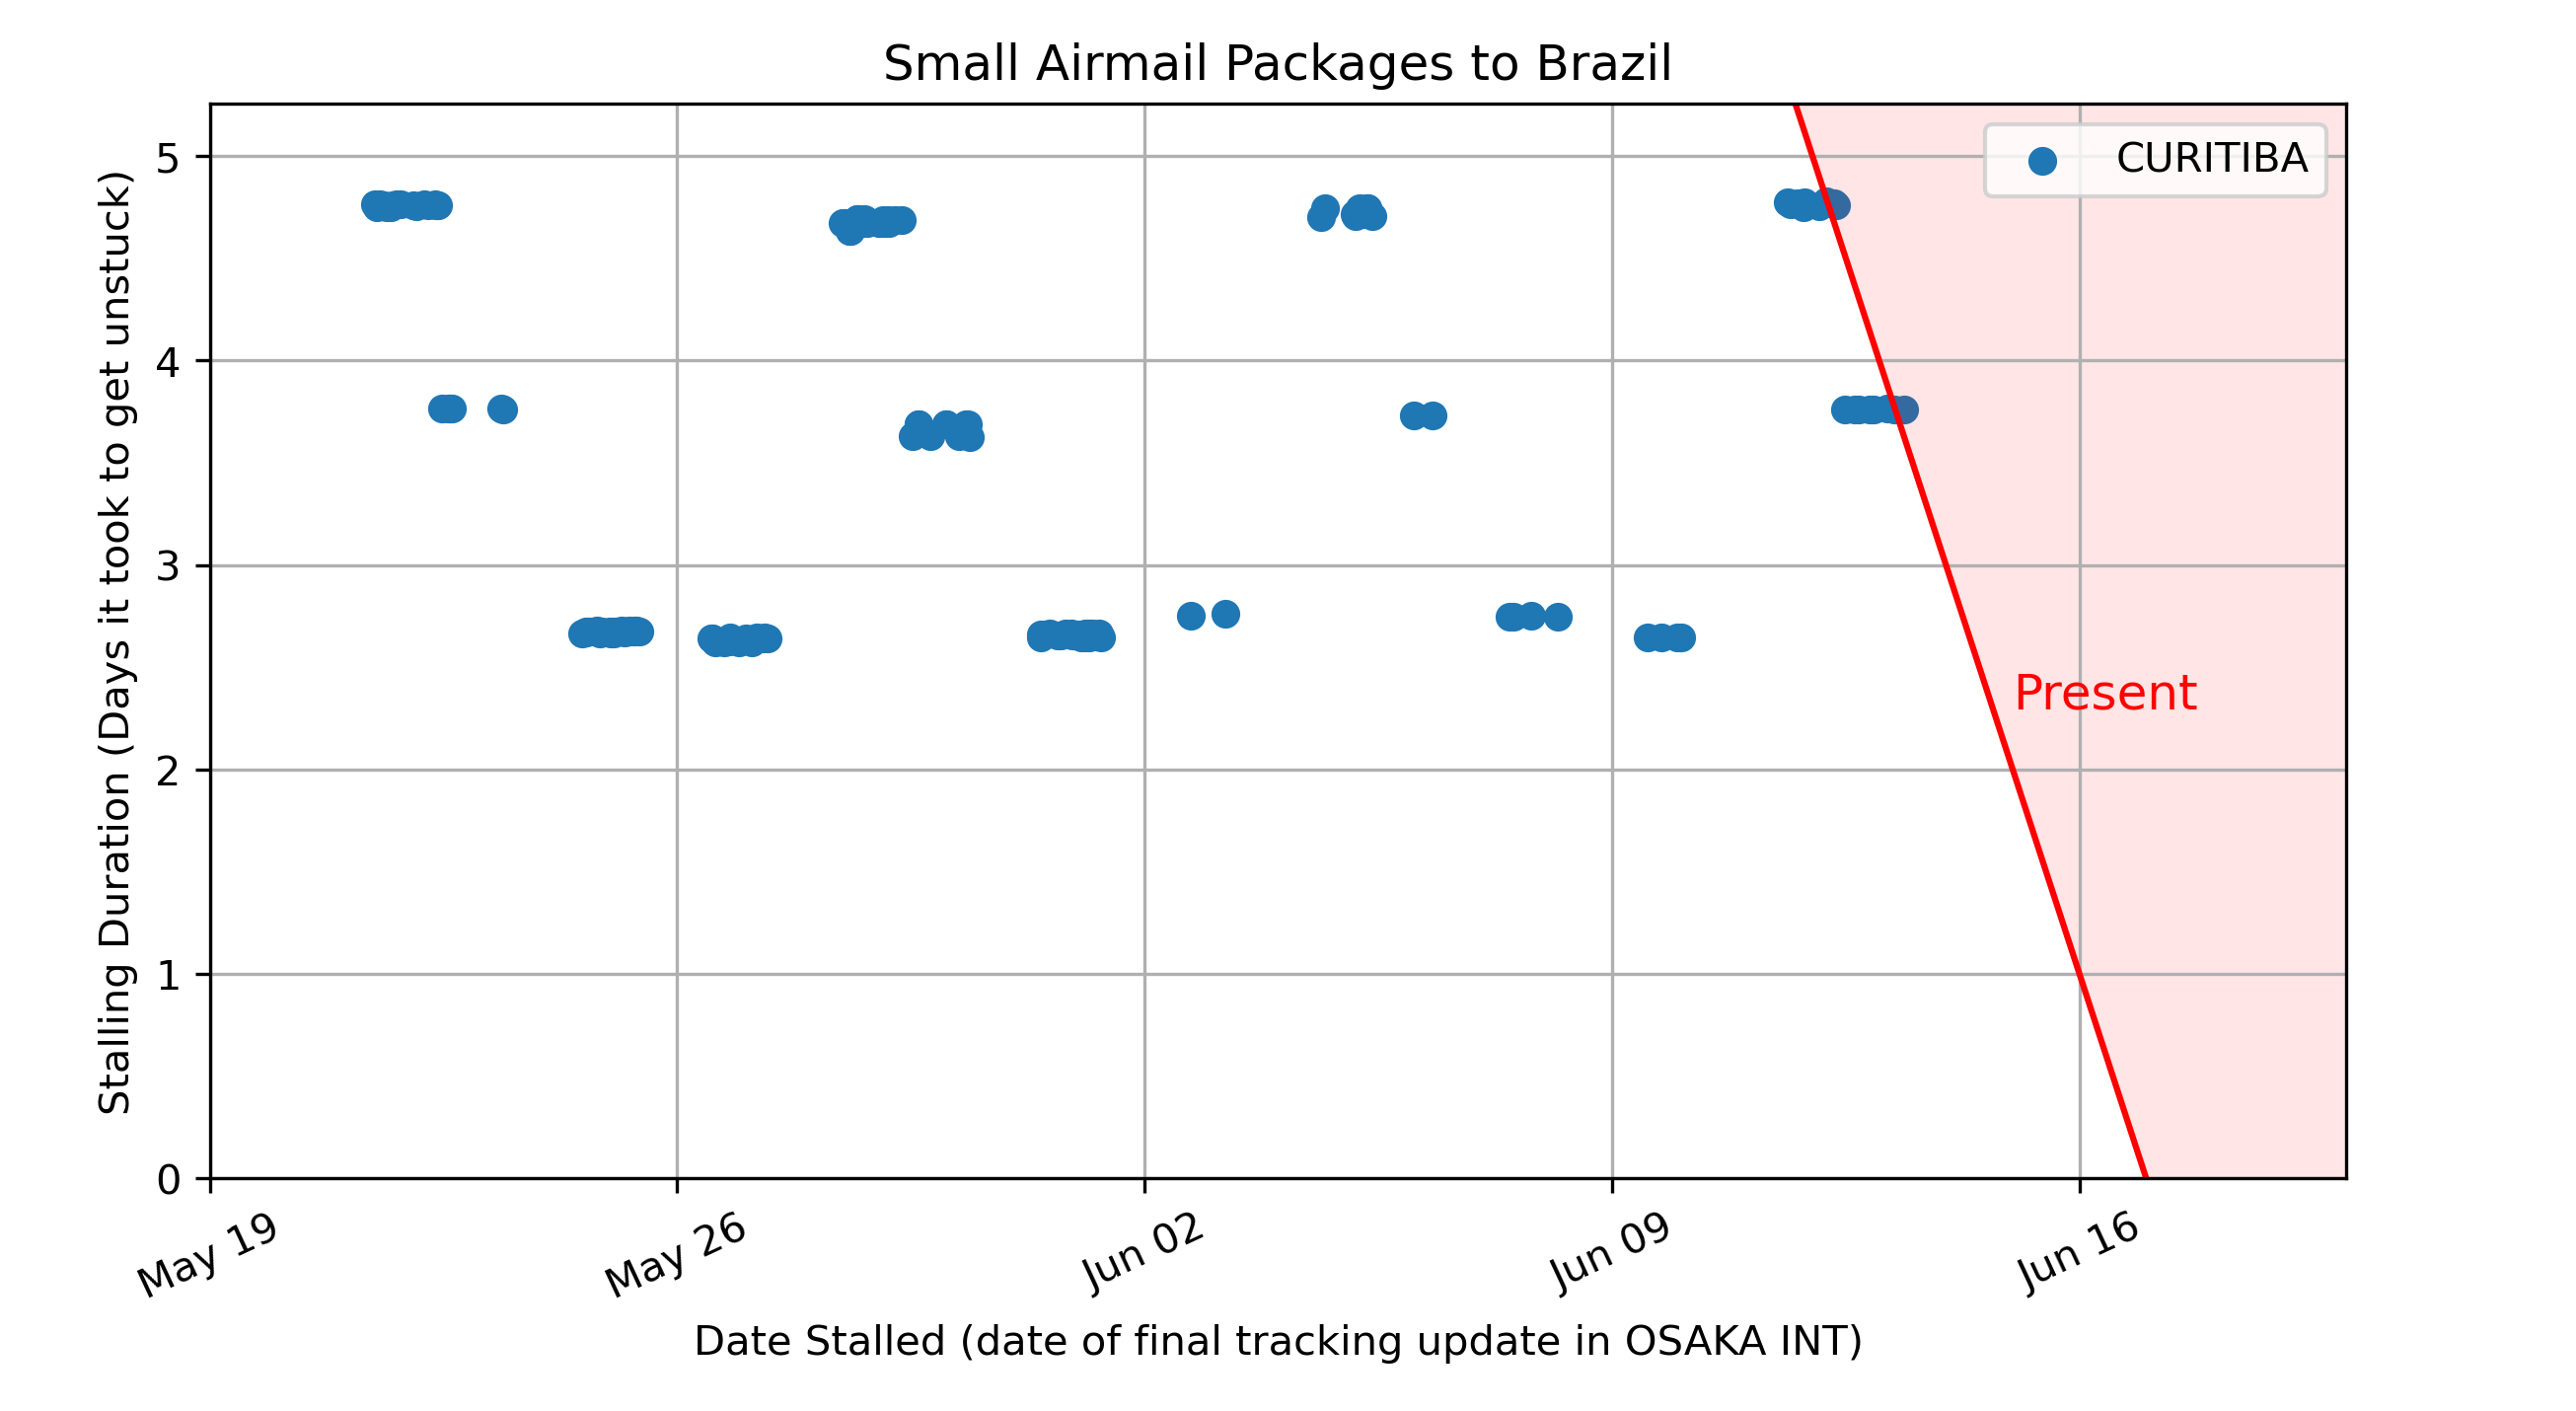 Small Airmail Packages to Brazil
Stalling Duration (Days it took to get unstuck)
5
4
3
2
1
0
CURITIBA
Present
May 19
May 26
Jun 02
Jun 09
Jun 16
Date Stalled (date of final tracking update in OSAKA INT)